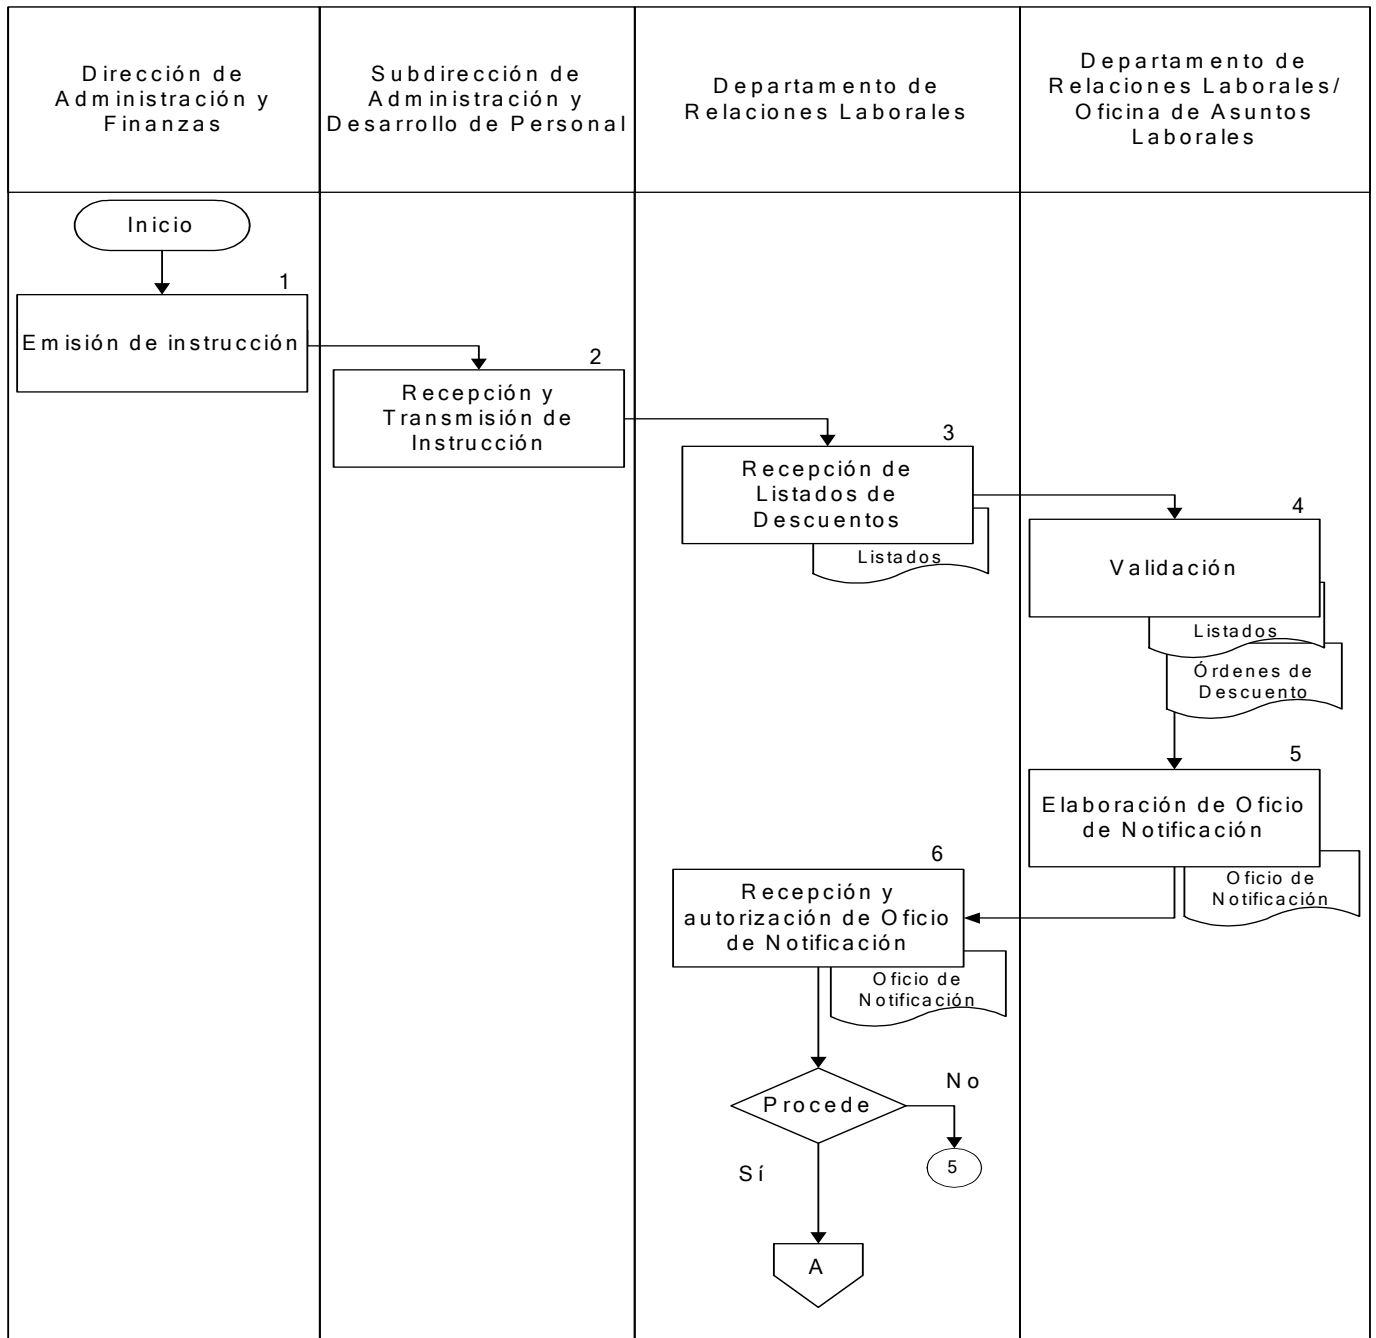 Dirección de
Administración y
Finanzas
Subdirección de
Administración y
Desarrollo de Personal
Departamento de
Relaciones Laborales
Departamento de
Relaciones Laborales/
Oficina de Asuntos
Laborales
Inicio
1
Emisión de instrucción
2
Recepción y
Transmisión de
Instrucción
3
Recepción de
Listados de
Descuentos
Listados
4
Validación
Listados
Órdenes de
Descuento
5
Elaboración de Oficio
de Notificación
Oficio de
Notificación
6
Recepción y
autorización de Oficio
de Notificación
Oficio de
Notificación
Procede
No
5
Sí
A